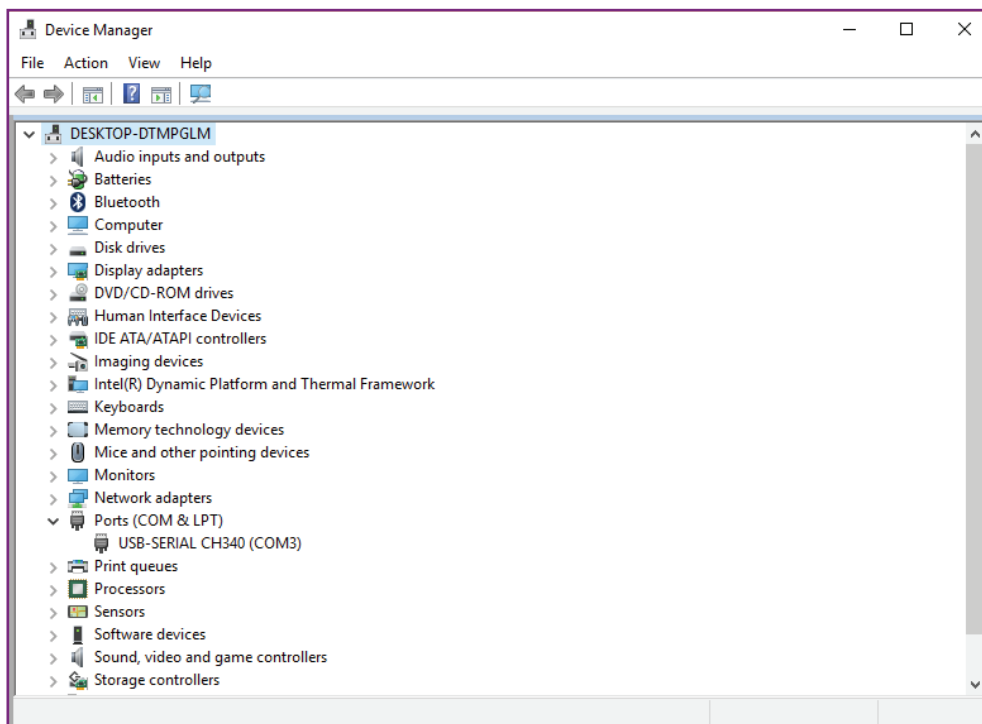 Device Manager
File Action View Help
DESKTOP-DTMPGLM
Audio inputs and outputs
Batteries
Bluetooth
Computer
Disk drives
Display adapters
DVD/CD-ROM drives
Human Interface Devices
IDE ATA/ATAPI controllers
Imaging devices
Intel(R) Dynamic Platform and Thermal Framework
Keyboards
Memory technology devices
Mice and other pointing devices
Monitors
Network adapters
Ports (COM & LPT)
USB-SERIAL CH340 (COM3)
Print queues
Processors
Sensors
Software devices
Sound, video and game controllers
Storage controllers